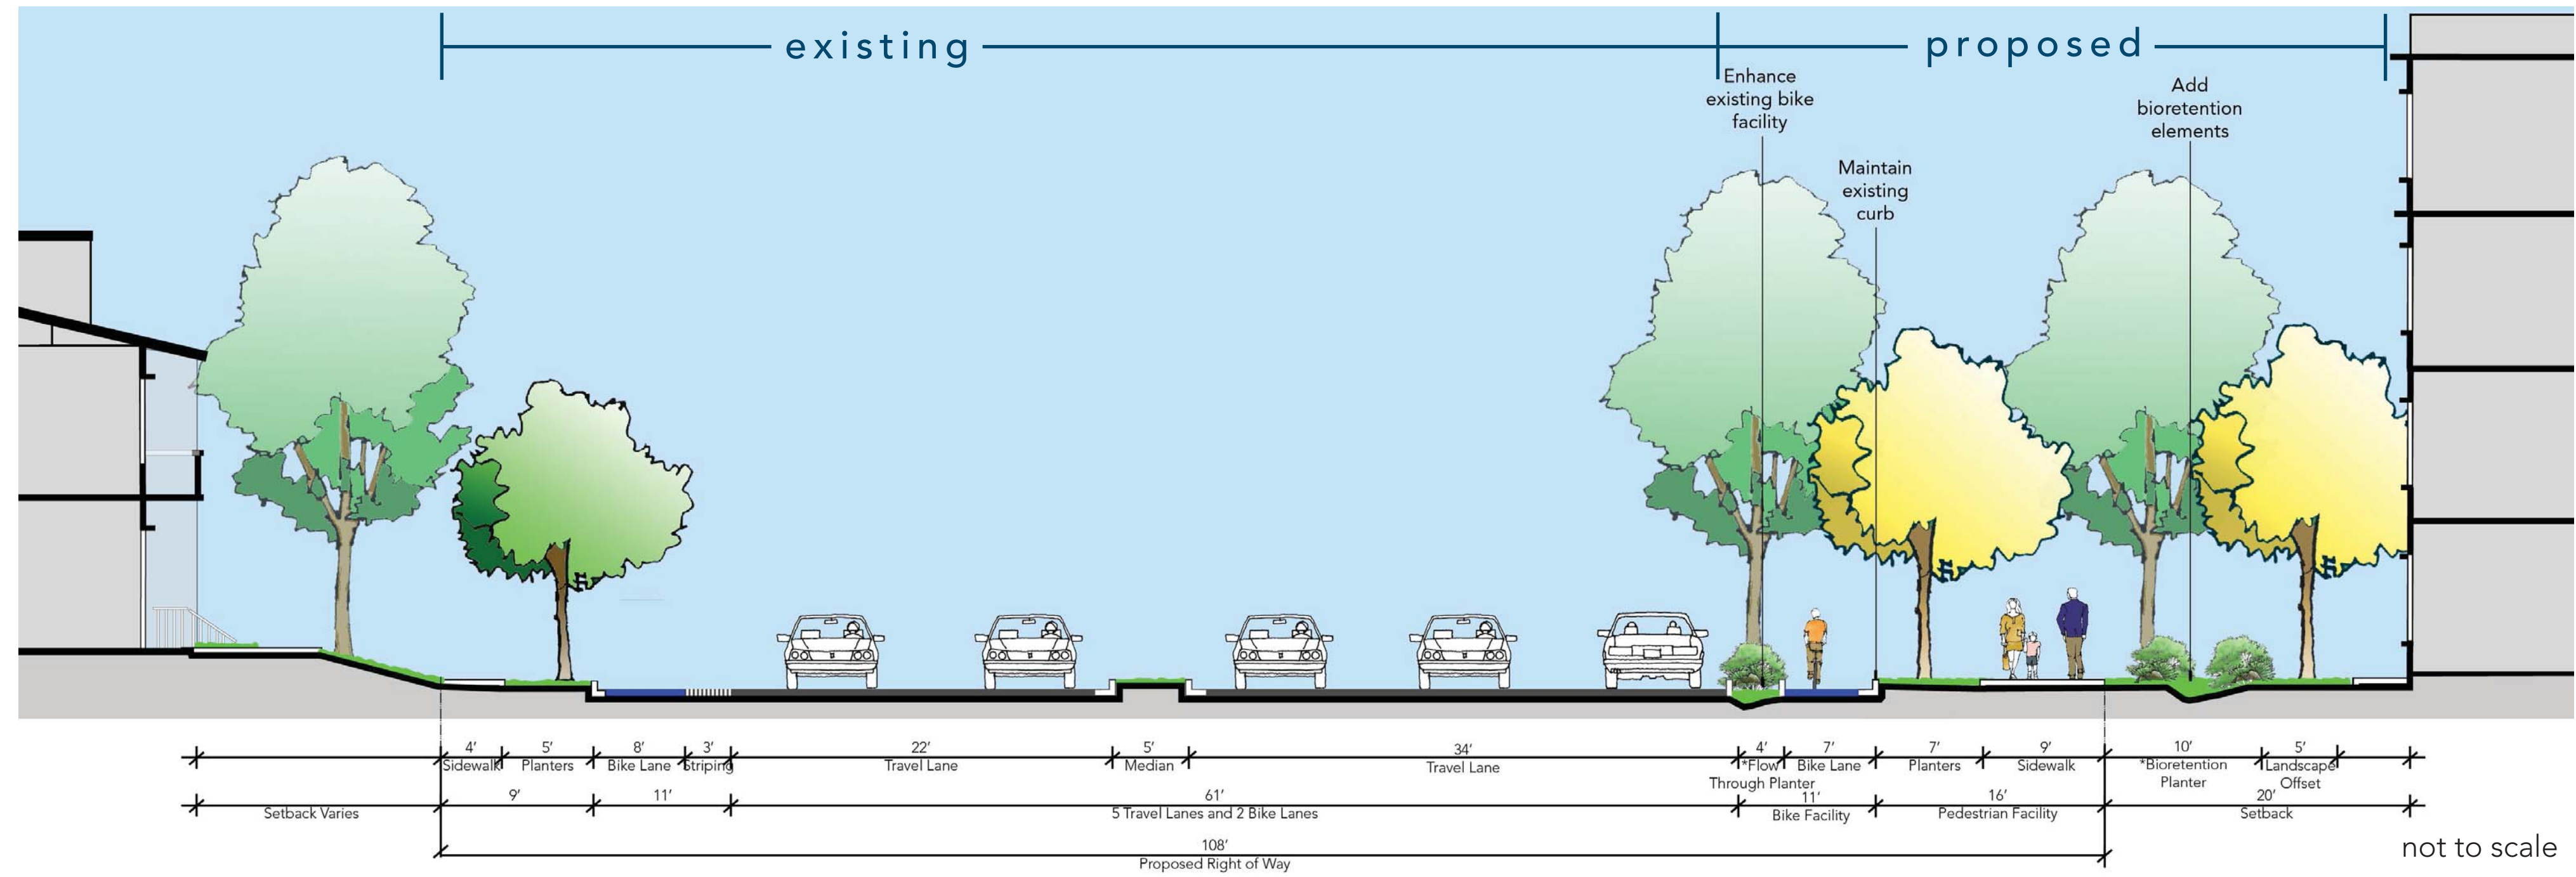 existing
proposed
Enhance
existing bike
facility
Maintain
existing
curb
Add
bioretention
elements
4’ 5’ 8’ 3’ 22’ 5’ 34’ 4’ 7’ 7’ 9’ 10’ 5’
Sidewalk Planters Bike Lane Striping Travel Lane Median Travel Lane *Flow Bike Lane Planters Sidewalk *Bioretention Landscape
Through Planter Planter Offset
9’ 11’ 61’ 11’ 16’ 20’
Setback Varies 5 Travel Lanes and 2 Bike Lanes Bike Facility Pedestrian Facility Setback
108’
Proposed Right of Way
not to scale